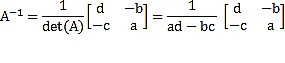 A⁻¹ = 1/det(A) [d −b; −c a] = 1/ad − bc [d −b; −c a]